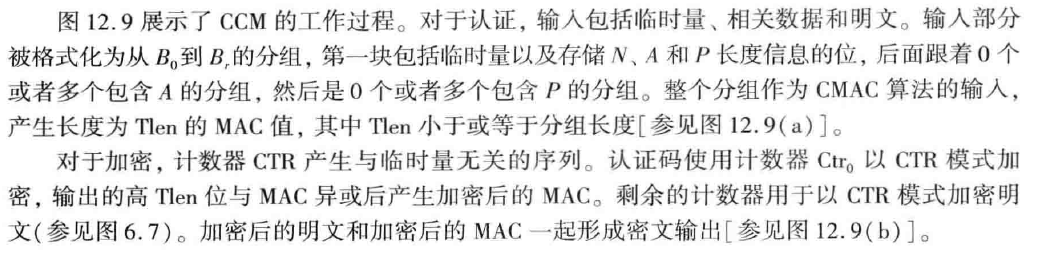 图 12.9 展示了 CCM 的工作过程。对于认证，输入包括临时量、相关数据和明文。输入部分
被格式化为从 B₀到 Bᵣ的分组，第一块包括临时量以及存储 N、A 和 P 长度信息的位，后面跟着 0 个
或者多个包含 A 的分组，然后是 0 个或者多个包含 P 的分组。整个分组作为 CMAC 算法的输入，
产生长度为 Tlen 的 MAC 值，其中 Tlen 小于或等于分组长度[参见图 12.9(a)]。
对于加密，计数器 CTR 产生与临时量无关的序列。认证码使用计数器 Ctr₀ 以 CTR 模式加
密，输出的高 Tlen 位与 MAC 异或后产生加密后的 MAC。剩余的计数器用于以 CTR 模式加密明
文(参见图 6.7)。加密后的明文和加密后的 MAC 一起形成密文输出[参见图 12.9(b)]。